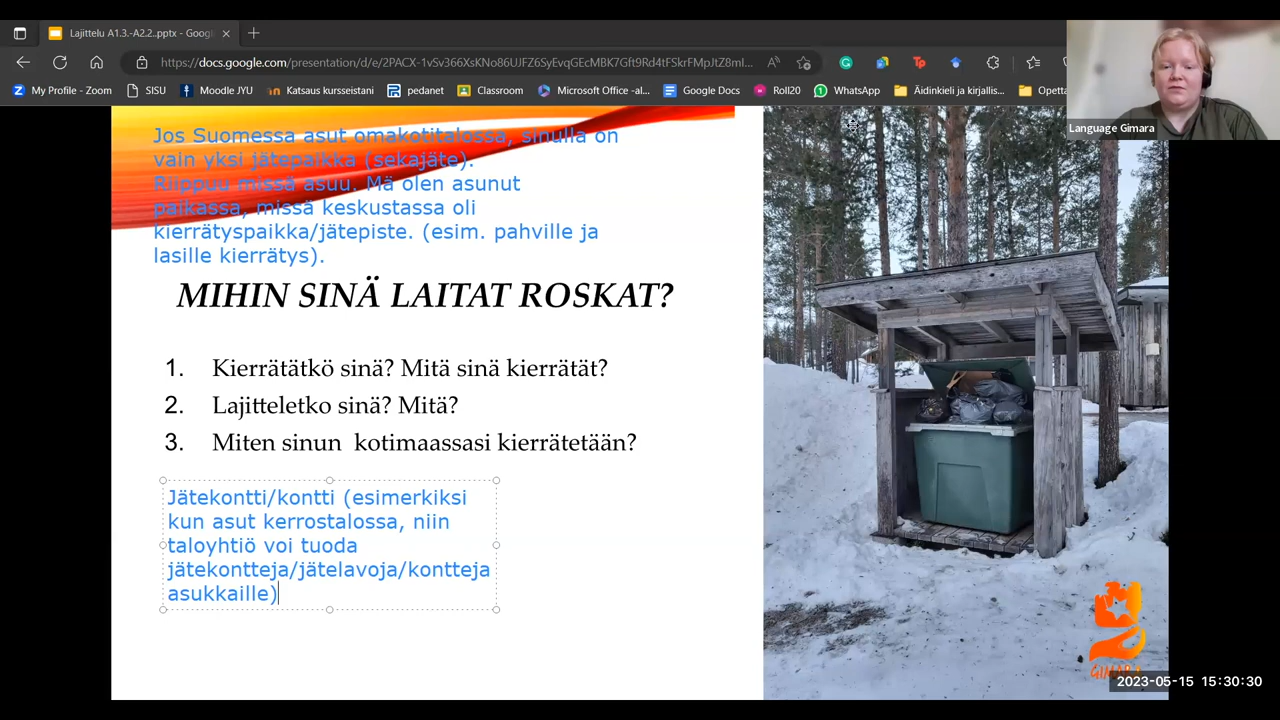 Lajittelu A1.3.-A2.2..pptx - Googl
https://docs.google.com/presentation/d/e/2PACX-1vSv366XsKNo86UJFZ6SyEvqGEcMBK7Gft9Rd4tFSkrFMpJtZ8ml...
My Profile - Zoom
SISU
Moodle JYU
Katsaus kursseistani
pedanet
Classroom
Microsoft Office -al...
Google Docs
Roll20
WhatsApp
Äidinkieli ja kirjallis...
Opetta
Language Gimara
Jos Suomessa asut omakotitalossa, sinulla on
vain yksi jätepaikka (sekajäte).
Riippuu missä asuu. Mä olen asunut
paikassa, missä keskustassa oli
kierrätyspaikka/jätepiste. (esim. pahville ja
lasille kierrätys).
MIHIN SINÄ LAITAT ROSKAT?
1. Kierrätätkö sinä? Mitä sinä kierrätät?
2. Lajitteletko sinä? Mitä?
3. Miten sinun kotimaassasi kierrätetään?
Jätekontti/kontti (esimerkiksi
kun asut kerrostalossa, niin
taloyhtiö voi tuoda
jätekontteja/jätelavoja/kontteja
asukkaille)
GIMARA
2023-05-15 15:30:30